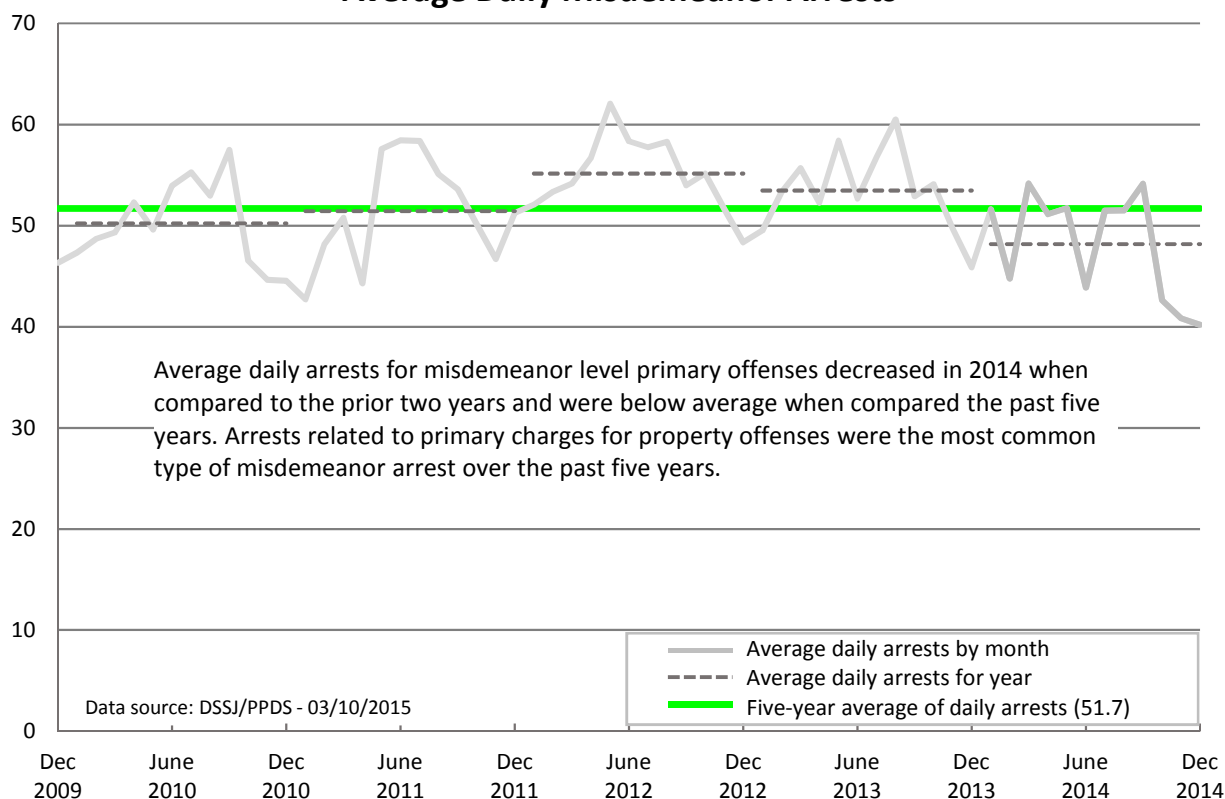 Average Daily Misdemeanor Arrests
70
60
50
40
30
20
10
0
Average daily arrests for misdemeanor level primary offenses decreased in 2014 when
compared to the prior two years and were below average when compared the past five
years. Arrests related to primary charges for property offenses were the most common
type of misdemeanor arrest over the past five years.
Average daily arrests by month
Average daily arrests for year
Five-year average of daily arrests (51.7)
Data source: DSSJ/PPDS - 03/10/2015
Dec June Dec June Dec June Dec June Dec June Dec
2009 2010 2010 2011 2011 2012 2012 2013 2013 2014 2014